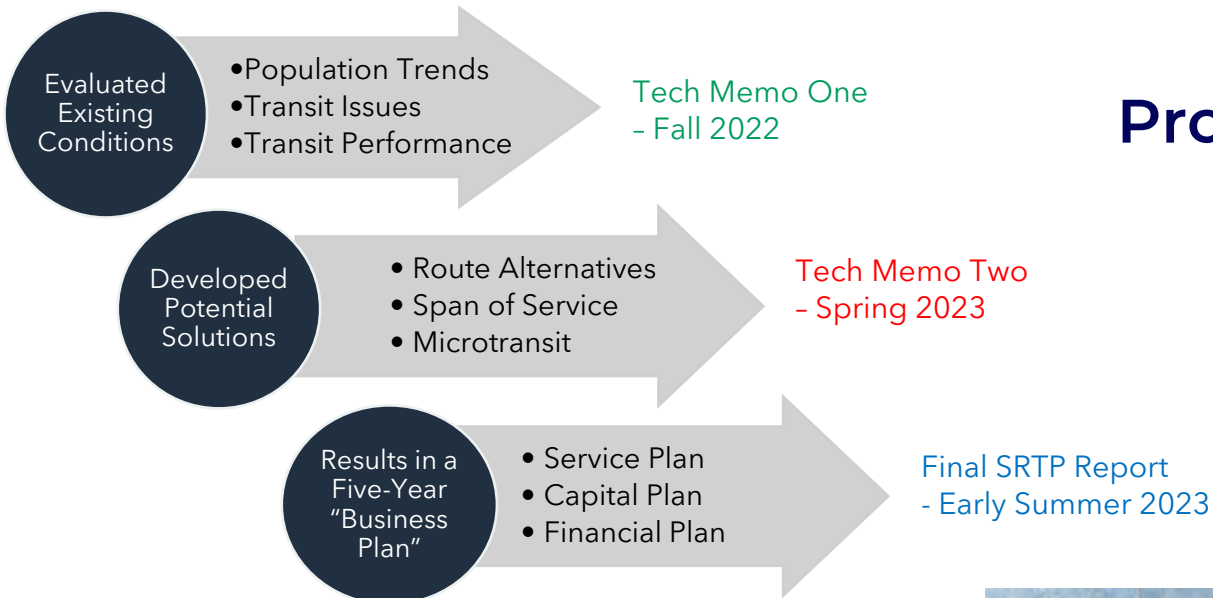 Evaluated
Existing
Conditions
•Population Trends
•Transit Issues
•Transit Performance
Tech Memo One
– Fall 2022
Pro
Developed
Potential
Solutions
• Route Alternatives
• Span of Service
• Microtransit
Tech Memo Two
– Spring 2023
Results in a
Five-Year
“Business
Plan”
• Service Plan
• Capital Plan
• Financial Plan
Final SRTP Report
- Early Summer 2023